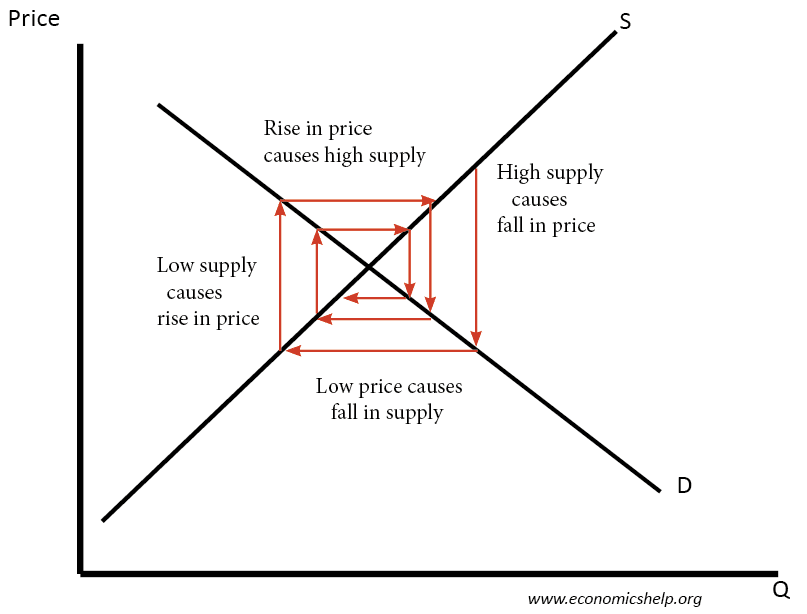 Price
S
Rise in price
causes high supply
High supply
causes
fall in price
Low supply
causes
rise in price
Low price causes
fall in supply
D
Q
www.economicshelp.org